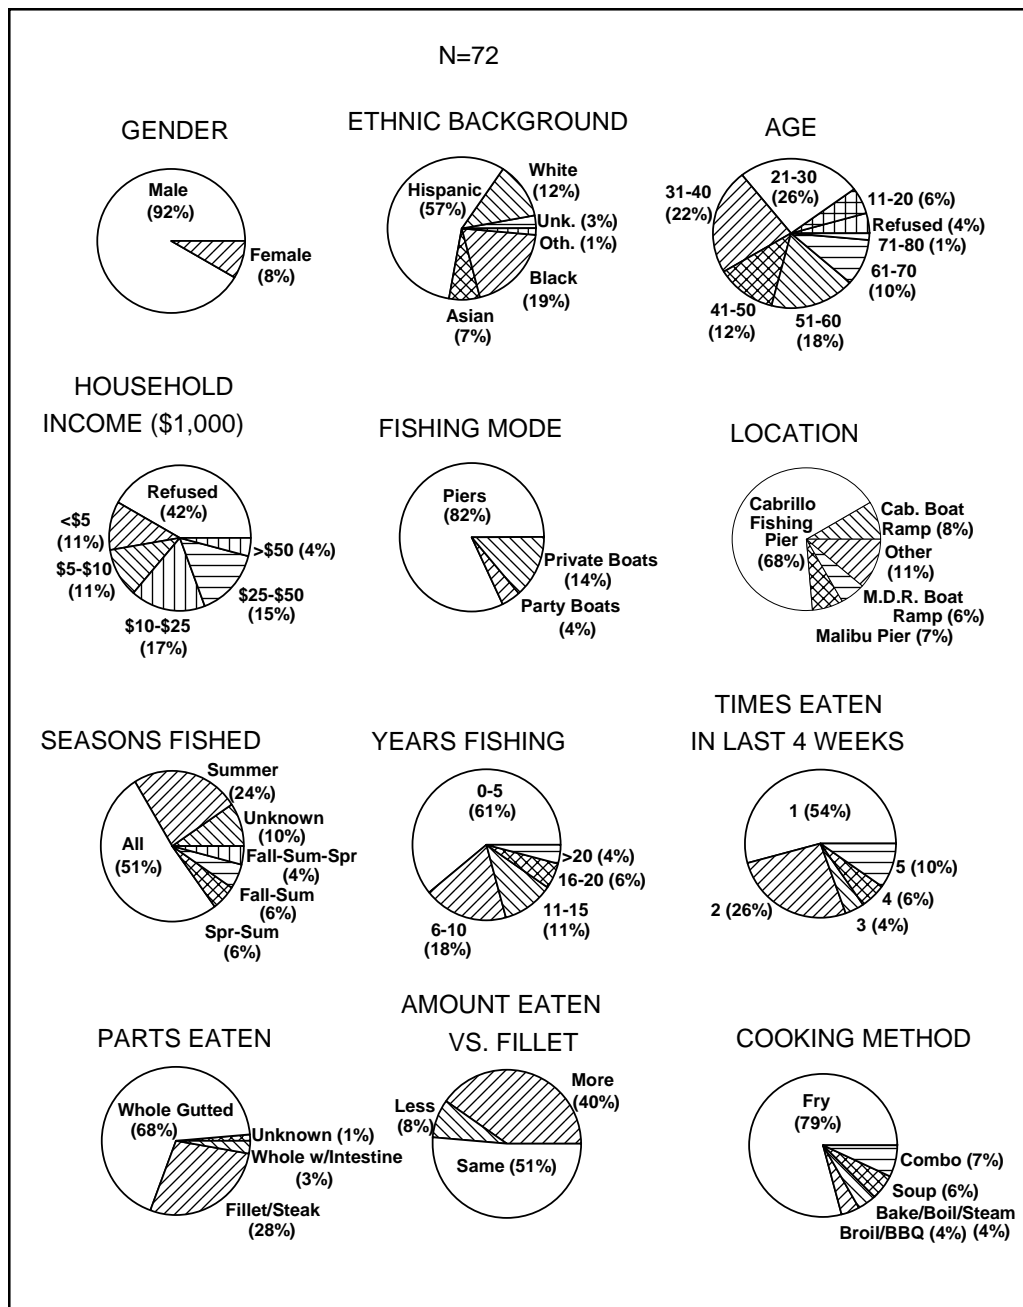 N=72
GENDER
Male
(92%)
Female
(8%)
ETHNIC BACKGROUND
Hispanic
57%)
White
(12%)
Unk. (3%)
Oth. (1%)
Black
(19%)
Asian
(7%)
AGE
21-30
(26%)
11-20 (6%)
Refused (4%)
71-80 (1%)
61-70
(10%)
51-60
(18%)
41-50
(12%)
31-40
(22%)
HOUSEHOLD
INCOME ($1,000)
Refused
(42%)
>$50 (4%)
$25-$50
(15%)
$10-$25
(17%)
$5-$10
(11%)
<$5
(11%)
FISHING MODE
Piers
(82%)
Private Boats
(14%)
Party Boats
(4%)
LOCATION
Cabrillo
Fishing
Pier
(68%)
Cab. Boat
Ramp (8%)
Other
(11%)
M.D.R. Boat
Ramp (6%)
Malibu Pier (7%)
SEASONS FISHED
Summer
(24%)
Unknown
(10%)
Fall-Sum-Spr
(4%)
Fall-Sum
(6%)
Spr-Sum
(6%)
All
(51%)
YEARS FISHING
0-5
(61%)
>20 (4%)
16-20 (6%)
11-15
(11%)
6-10
(18%)
TIMES EATEN
IN LAST 4 WEEKS
1 (54%)
5 (10%)
4 (6%)
3 (4%)
2 (26%)
PARTS EATEN
Whole Gutted
(68%)
Unknown (1%)
Whole w/Intestine
(3%)
Fillet/Steak
(28%)
AMOUNT EATEN
VS. FILLET
More
(40%)
Less
(8%)
Same (51%)
COOKING METHOD
Fry
79%)
Combo (7%)
Soup (6%)
Bake/Boil/Steam
(4%)
Broil/BBQ (4%)